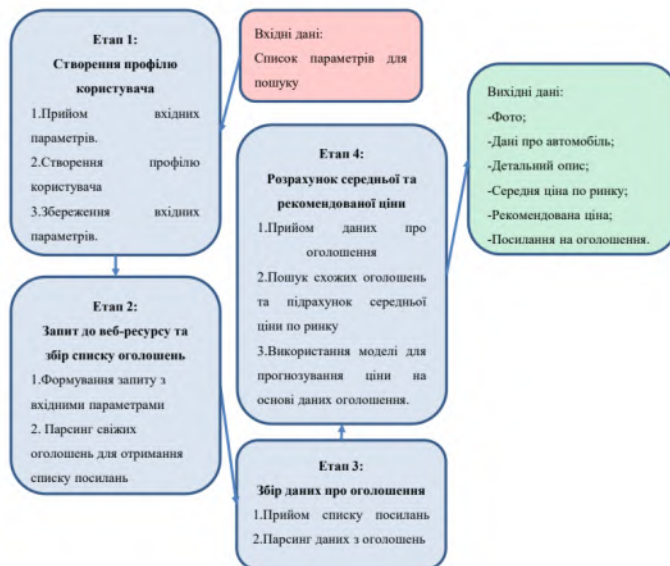 Етап 1:
Створення профілю
користувача
1.Прийом вхідних
параметрів.
2.Створення профілю
користувача
3.Збереження вхідних
параметрів.
Вхідні дані:
Список параметрів для
пошуку
Етап 2:
Запит до веб-ресурсу та
збір списку оголошень
1.Формування запиту з
вхідними параметрами
2. Парсинг свіжих
оголошень для отримання
списку посилань
Етап 3:
Збір даних про оголошення
1.Прийом списку посилань
2.Парсинг даних з оголошень
Етап 4:
Розрахунок середньої та
рекомендованої ціни
1.Прийом даних про
оголошення
2.Пошук схожих оголошень
та підрахунок середньої
ціни по ринку
3.Використання моделі для
прогнозування ціни на
основі даних оголошення.
Вихідні дані:
-Фото;
-Дані про автомобіль;
-Детальний опис;
-Середня ціна по ринку;
-Рекомендована ціна;
-Посилання на оголошення.